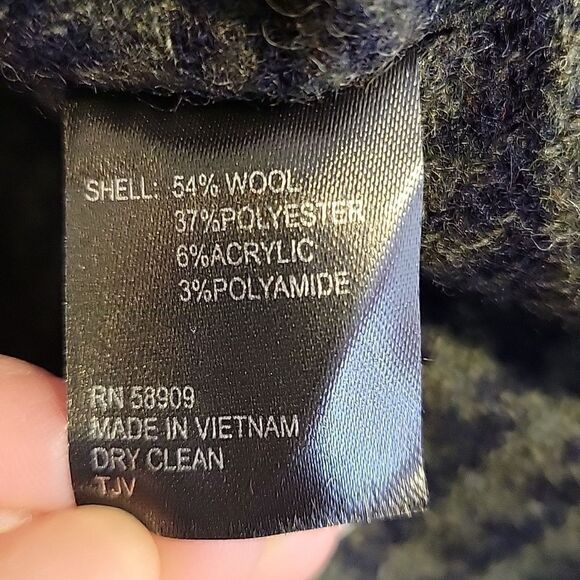 SHELL: 54% WOOL
37%POLYESTER
6%ACRYLIC
3%POLYAMIDE
RN 58909
MADE IN VIETNAM
DRY CLEAN
TJV